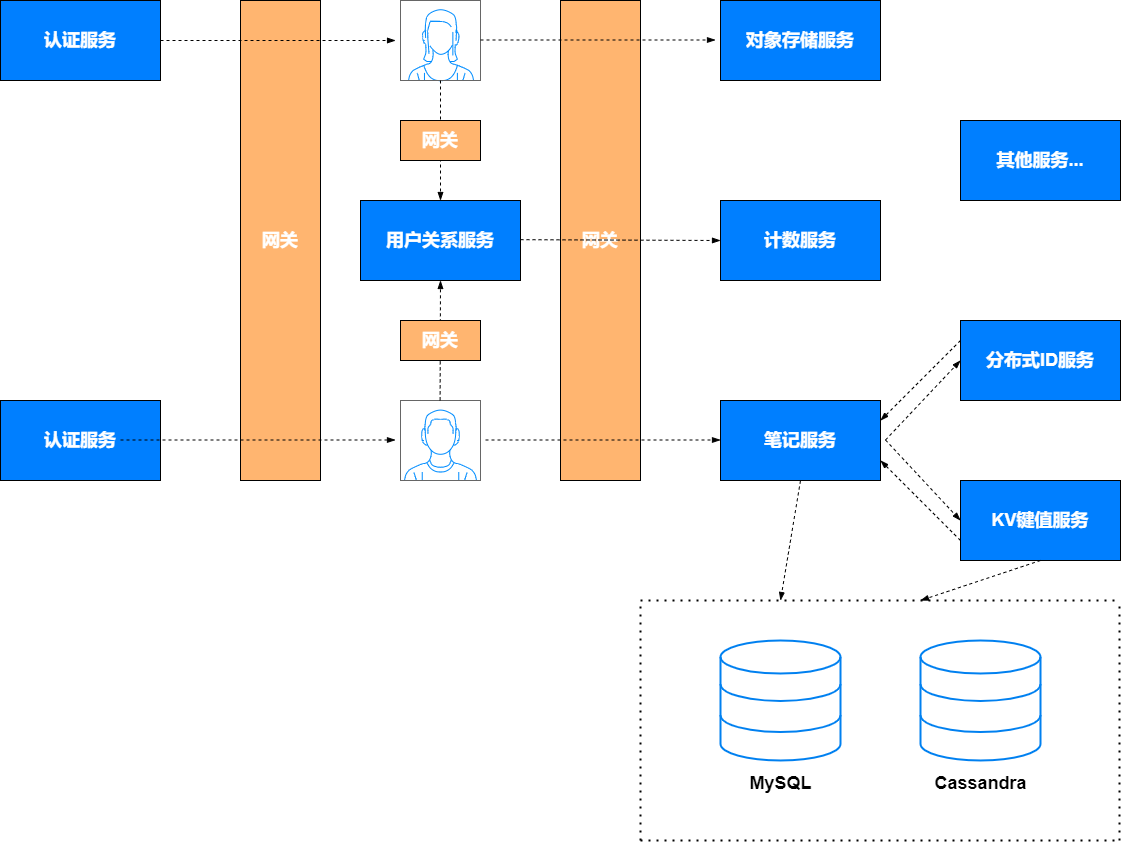 认证服务
对象存储服务
网关
其他服务...
网关
用户关系服务
网关
计数服务
网关
分布式ID服务
认证服务
笔记服务
KV键值服务
MySQL
Cassandra